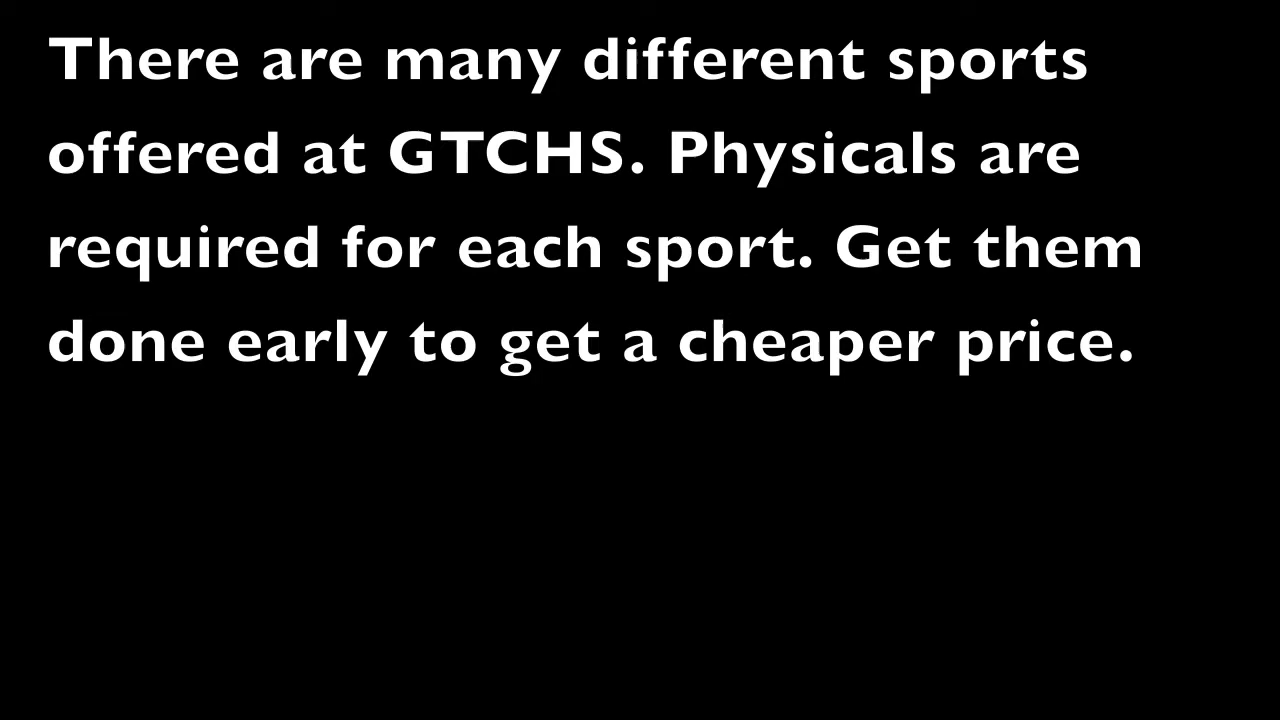 There are many different sports
offered at GTCHS. Physicals are
required for each sport. Get them
done early to get a cheaper price.